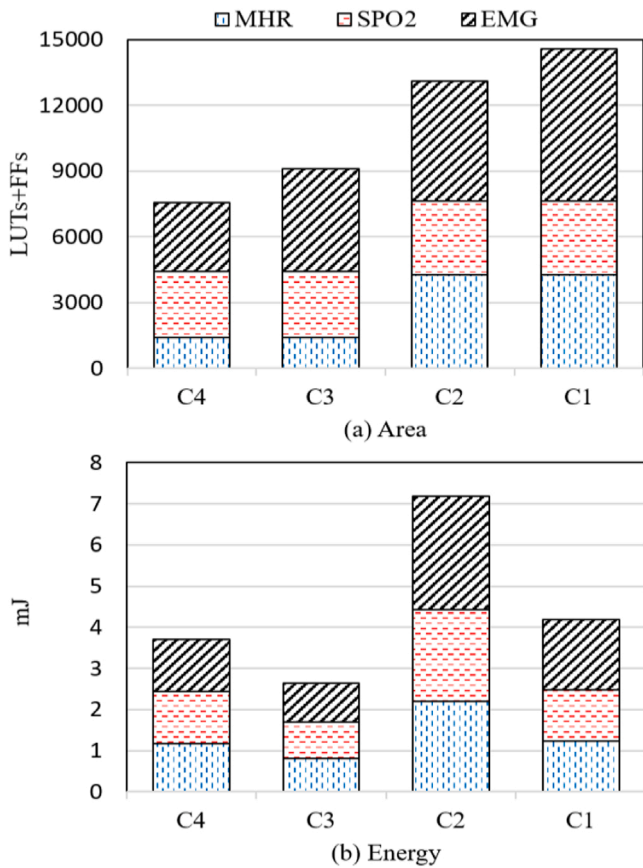 MHR SPO2 EMG
15000
12000
9000
6000
3000
0
LUTs+FFs
C4 C3 C2 C1
(a) Area
8
7
6
5
4
3
2
1
0
mJ
C4 C3 C2 C1
(b) Energy